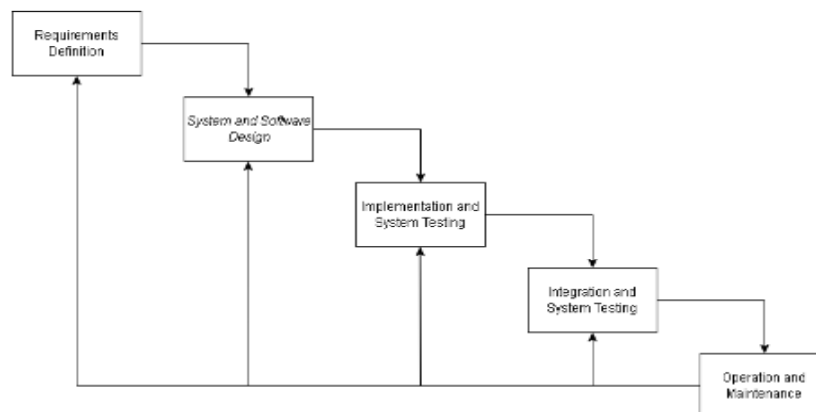 Requirements
Definition
System and Software
Design
Implementation and
System Testing
Integration and
System Testing
Operation and
Maintenance